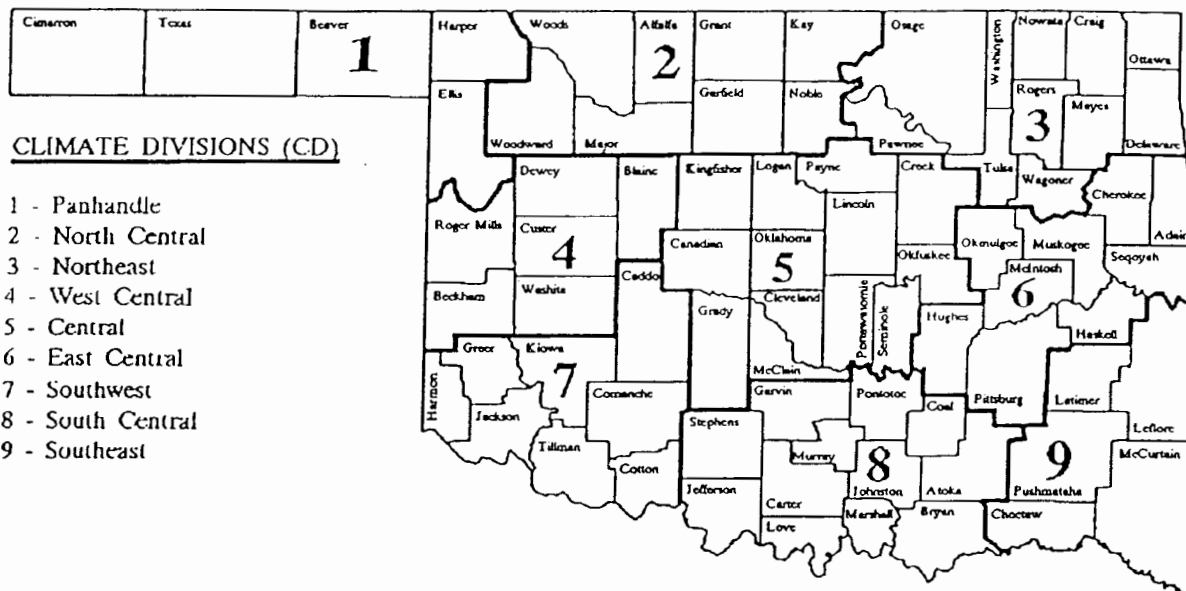 Cimarron Texas Beaver Harper Woods Alfalfa Grant Kay Osage Washington Nowata Craig
1 2
Ottawa
Ellis Garfield Noble Rogers Mayes
3
CLIMATE DIVISIONS (CD)
Woodward Major Pawnee Delaware
Dewey Blaine Kingfisher Logan Payne Creek Tulsa Wagoner Cherokee
1 - Panhandle
Lincoln
2 - North Central
Roger Mills Custer Canadian Oklahoma Okmulgee Muskogee Adair
3 - Northeast
4 5 Okfuskee McIntosh Sequoyah
4 - West Central
Beckham Washita Caddo Cleveland Pottawatomie Seminole 6
5 - Central
Grady Hughes Haskell
6 - East Central
Greer Kiowa McClain
7 - Southwest
Harmon 7 Comanche Garvin Pontotoc Coal Pittsburg Latimer
8 - South Central
Jackson Stephens Leflore
9 - Southeast
Tillman Murray 8 9 McCurtain
Cotton
Jefferson Carter Johnston Atoka Pushmataha
Love Marshall Bryan Choctaw